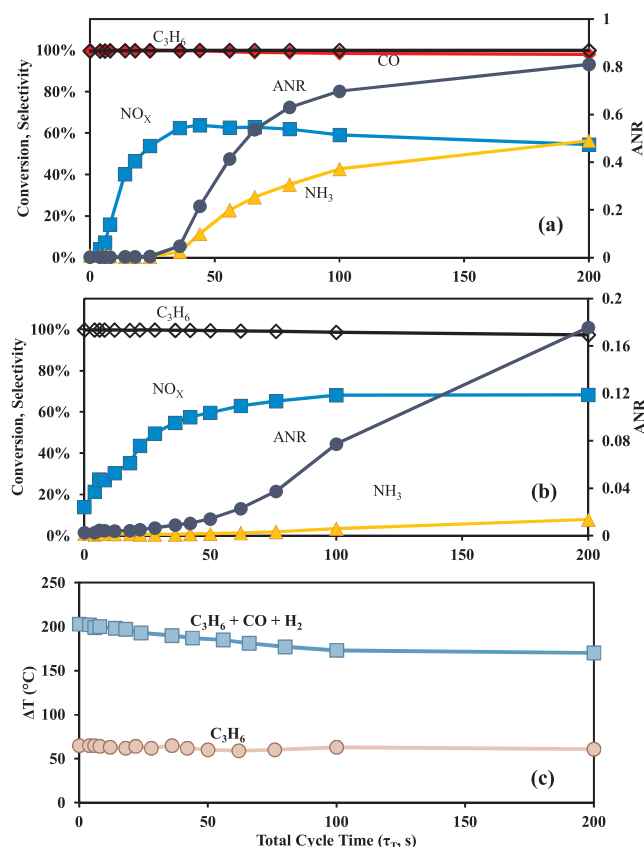 100%
80%
60%
40%
20%
0%
Conversion, Selectivity
C3H6
CO
NOX
ANR
NH3
(a)
1
0.8
0.6
0.4
0.2
0
ANR
0 50 100 150 200
100%
80%
60%
40%
20%
0%
Conversion, Selectivity
C3H6
NOX
ANR
NH3
(b)
0.2
0.16
0.12
0.08
0.04
0
ANR
0 50 100 150 200
250
200
150
100
50
0
ΔT (°C)
C3H6 + CO + H2
C3H6
(c)
0 50 100 150 200
Total Cycle Time (τT, s)